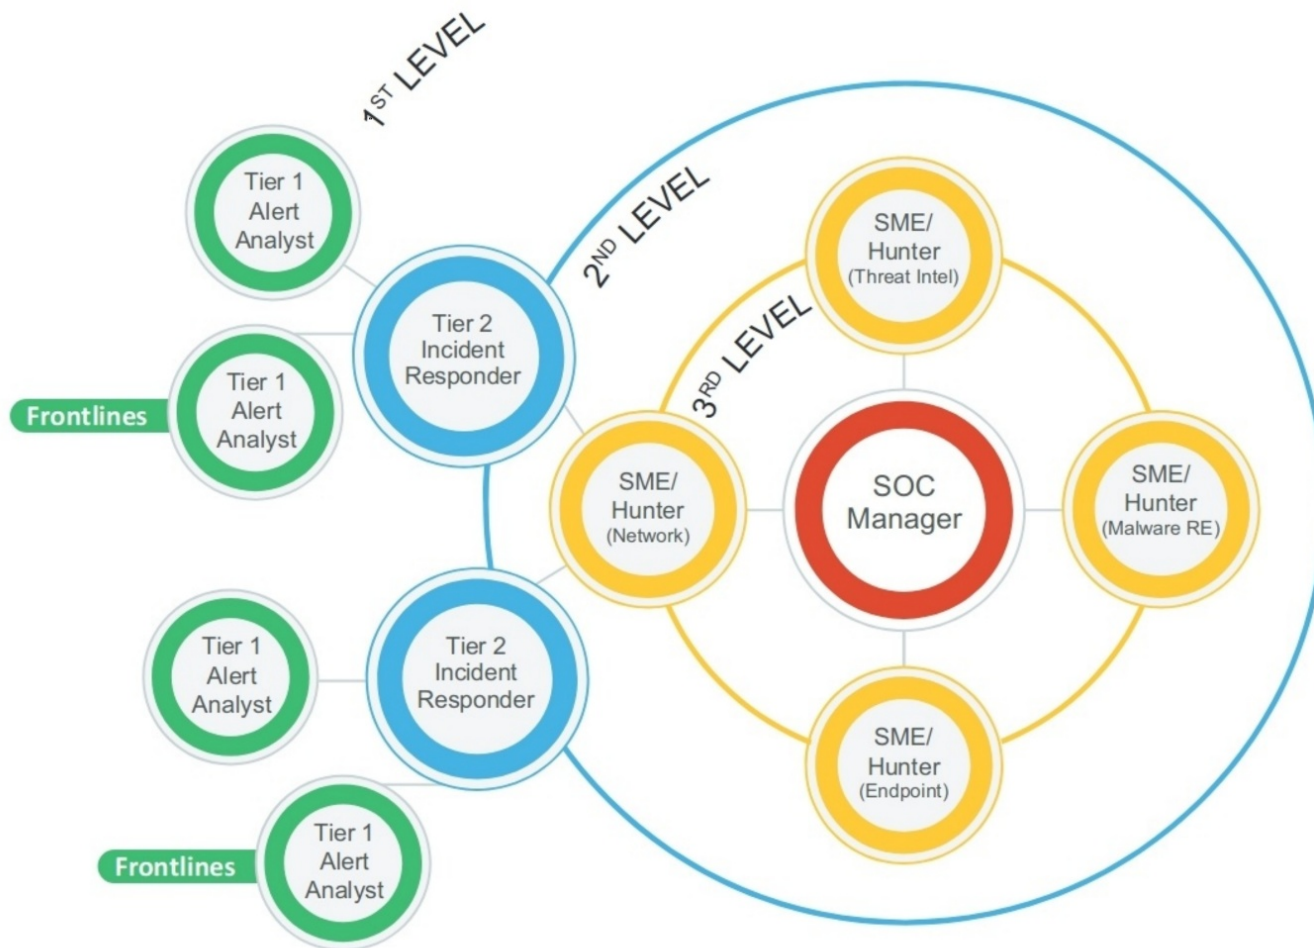 1ST LEVEL
Tier 1
Alert
Analyst
2ND LEVEL
SME/
Hunter
(Threat Intel)
Tier 2
Incident
Responder
3RD LEVEL
Frontlines
Tier 1
Alert
Analyst
SME/
Hunter
(Network)
SOC
Manager
SME/
Hunter
(Malware RE)
Tier 1
Alert
Analyst
Tier 2
Incident
Responder
SME/
Hunter
(Endpoint)
Frontlines
Tier 1
Alert
Analyst